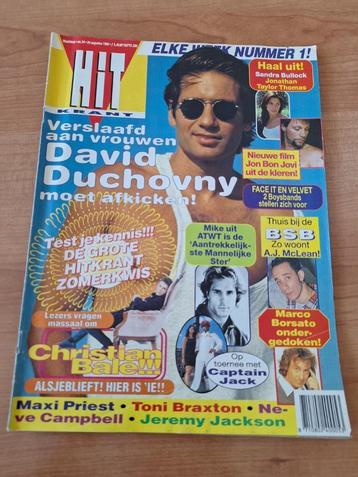 ELKE WEEK NUMMER 1!
HiT
KRANT
Haal uit!
Sandra Bullock
Jonathan
Taylor Thomas
Verslaafd
aan vrouwen
David
Duchovny
moet afkicken!
Nieuwe film
Jon Bon Jovi
uit de kleren!
FACE IT EN VELVET
2 Boysbands
stellen zich voor
Test je kennis!!!
DE GROTE
HITKRANT
ZOMERKWIS
Mike uit
ATWT is de
'Aantrekkelijk-
ste Mannelijke
Ster'
Thuis bij de
BSB
Zo woont
A.J. McLean!
Lezers vragen
massaal om
Christian
Bale!!!
ALSJEBLIEFT! HIER IS 'IE!!
Op
toernee met
Captain
Jack
Marco
Borsato
onder-
gedoken!
Maxi Priest • Toni Braxton • Ne-
ve Campbell • Jeremy Jackson